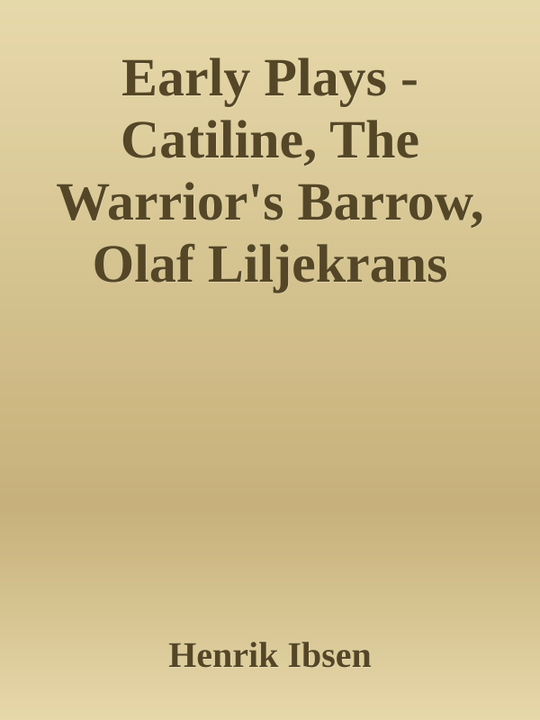 Early Plays -
Catiline, The
Warrior's Barrow,
Olaf Liljekrans
Henrik Ibsen